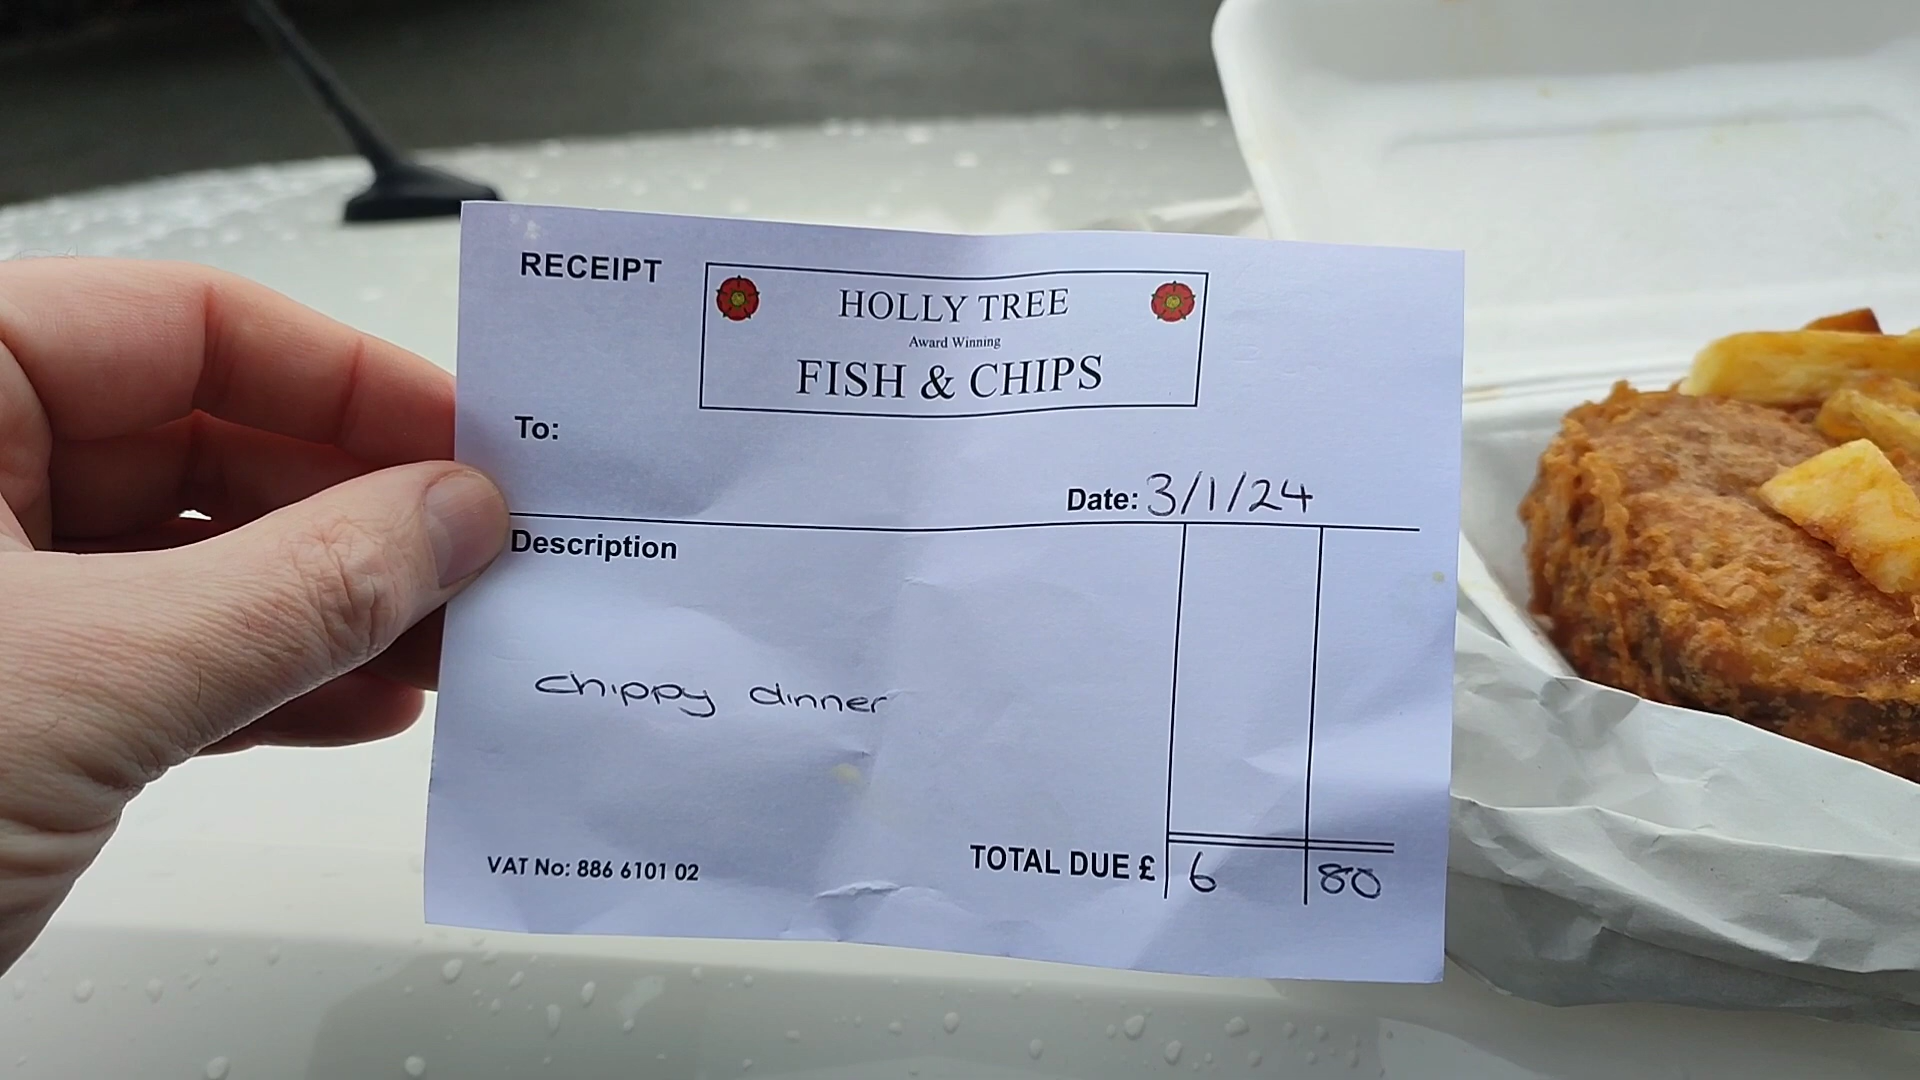 RECEIPT
HOLLY TREE
Award Winning
FISH & CHIPS
To:
Date: 3/1/24
Description
chippy dinner
TOTAL DUE £ 6 80
VAT No: 886 6101 02